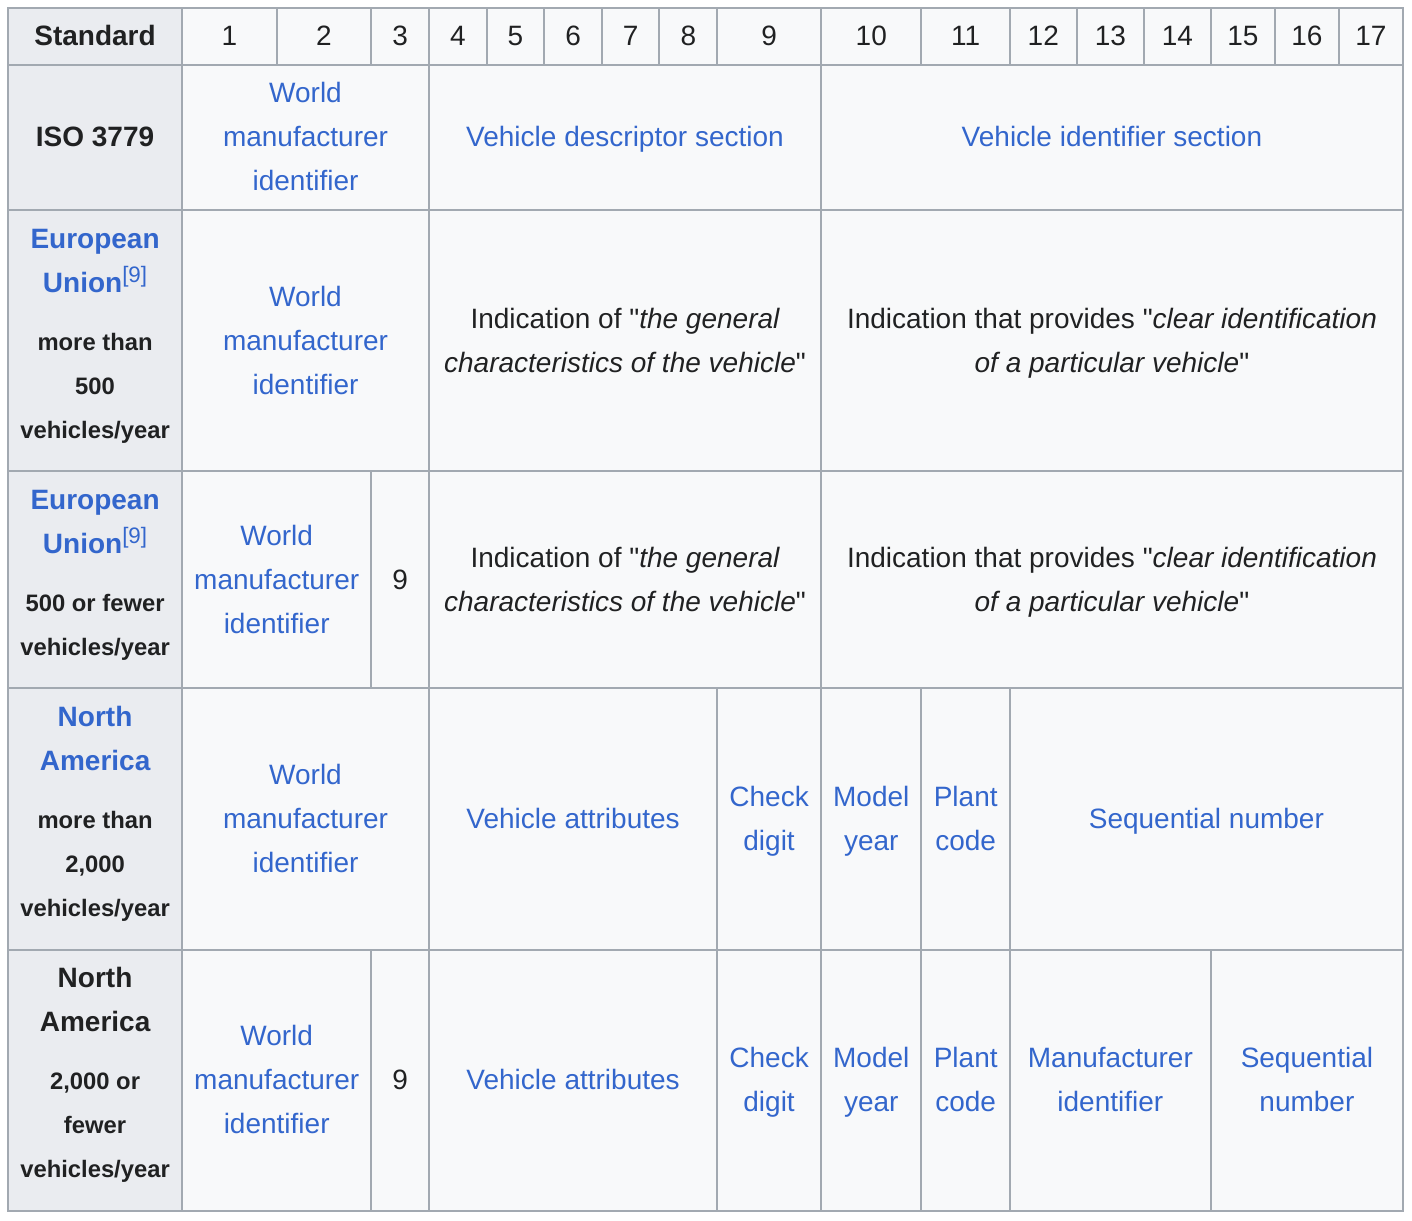 Standard 1 2 3 4 5 6 7 8 9 10 11 12 13 14 15 16 17
ISO 3779
World
manufacturer
identifier
Vehicle descriptor section
Vehicle identifier section
European
Union[9]
more than
500
vehicles/year
World
manufacturer
identifier
Indication of "the general
characteristics of the vehicle"
Indication that provides "clear identification
of a particular vehicle"
European
Union[9]
500 or fewer
vehicles/year
World
manufacturer
identifier
9
Indication of "the general
characteristics of the vehicle"
Indication that provides "clear identification
of a particular vehicle"
North
America
more than
2,000
vehicles/year
World
manufacturer
identifier
Vehicle attributes
Check
digit
Model
year
Plant
code
Sequential number
North
America
2,000 or
fewer
vehicles/year
World
manufacturer
identifier
9
Vehicle attributes
Check
digit
Model
year
Plant
code
Manufacturer
identifier
Sequential
number